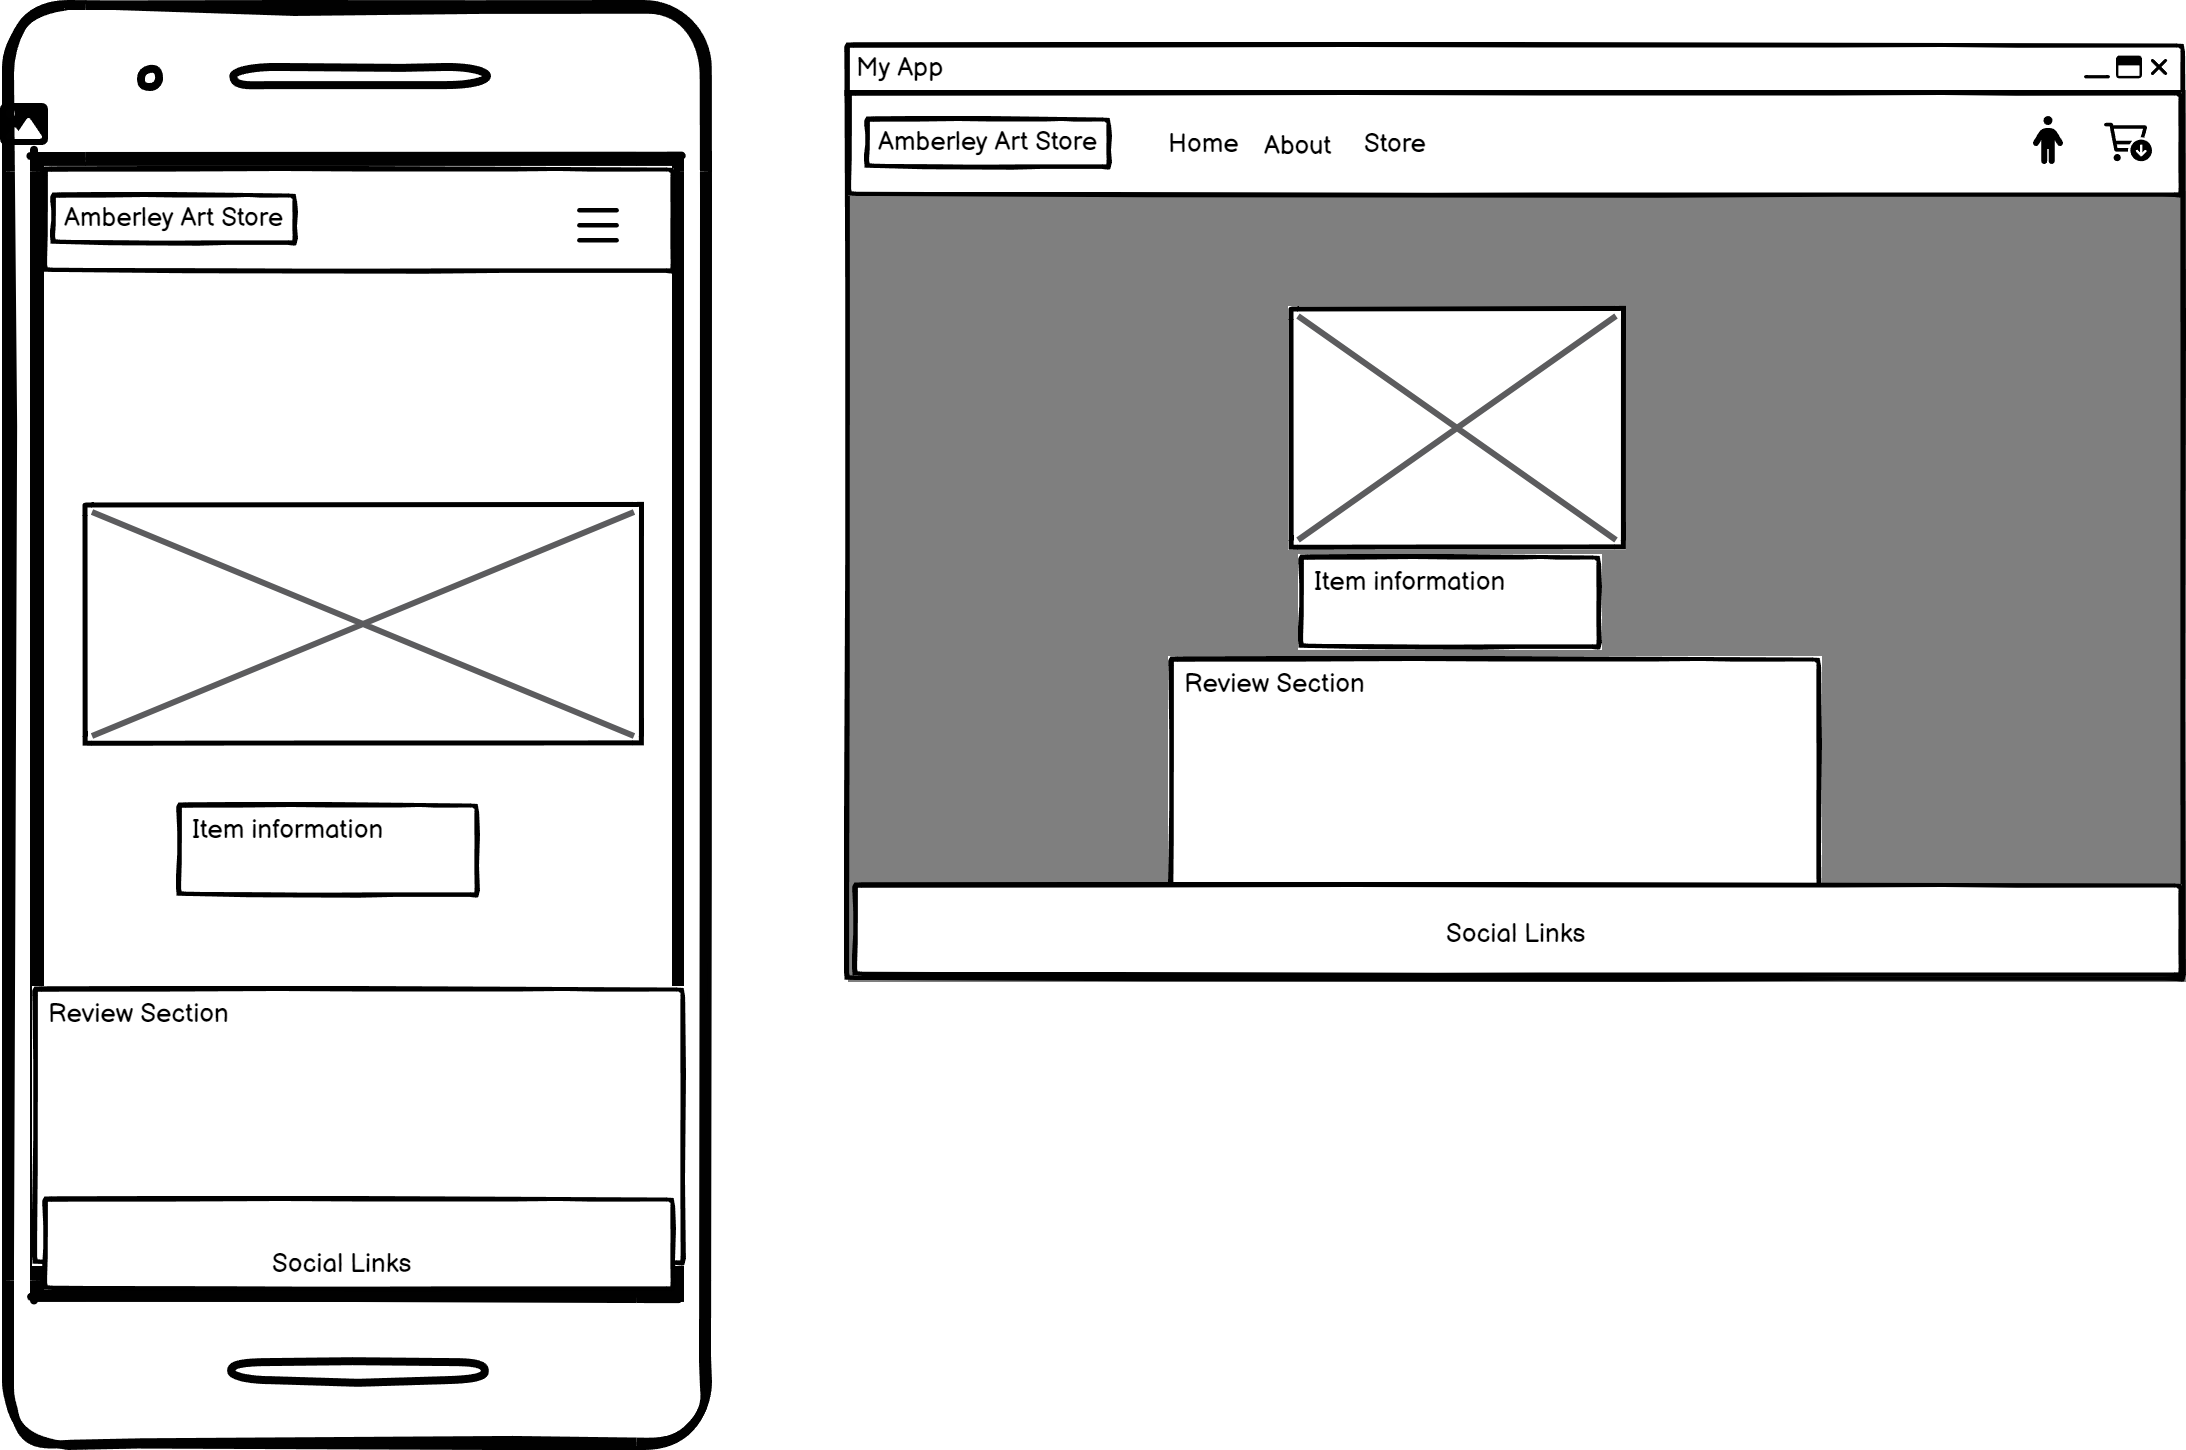 Amberley Art Store
Item information
Review Section
Social Links
My App
Amberley Art Store Home About Store
Item information
Review Section
Social Links